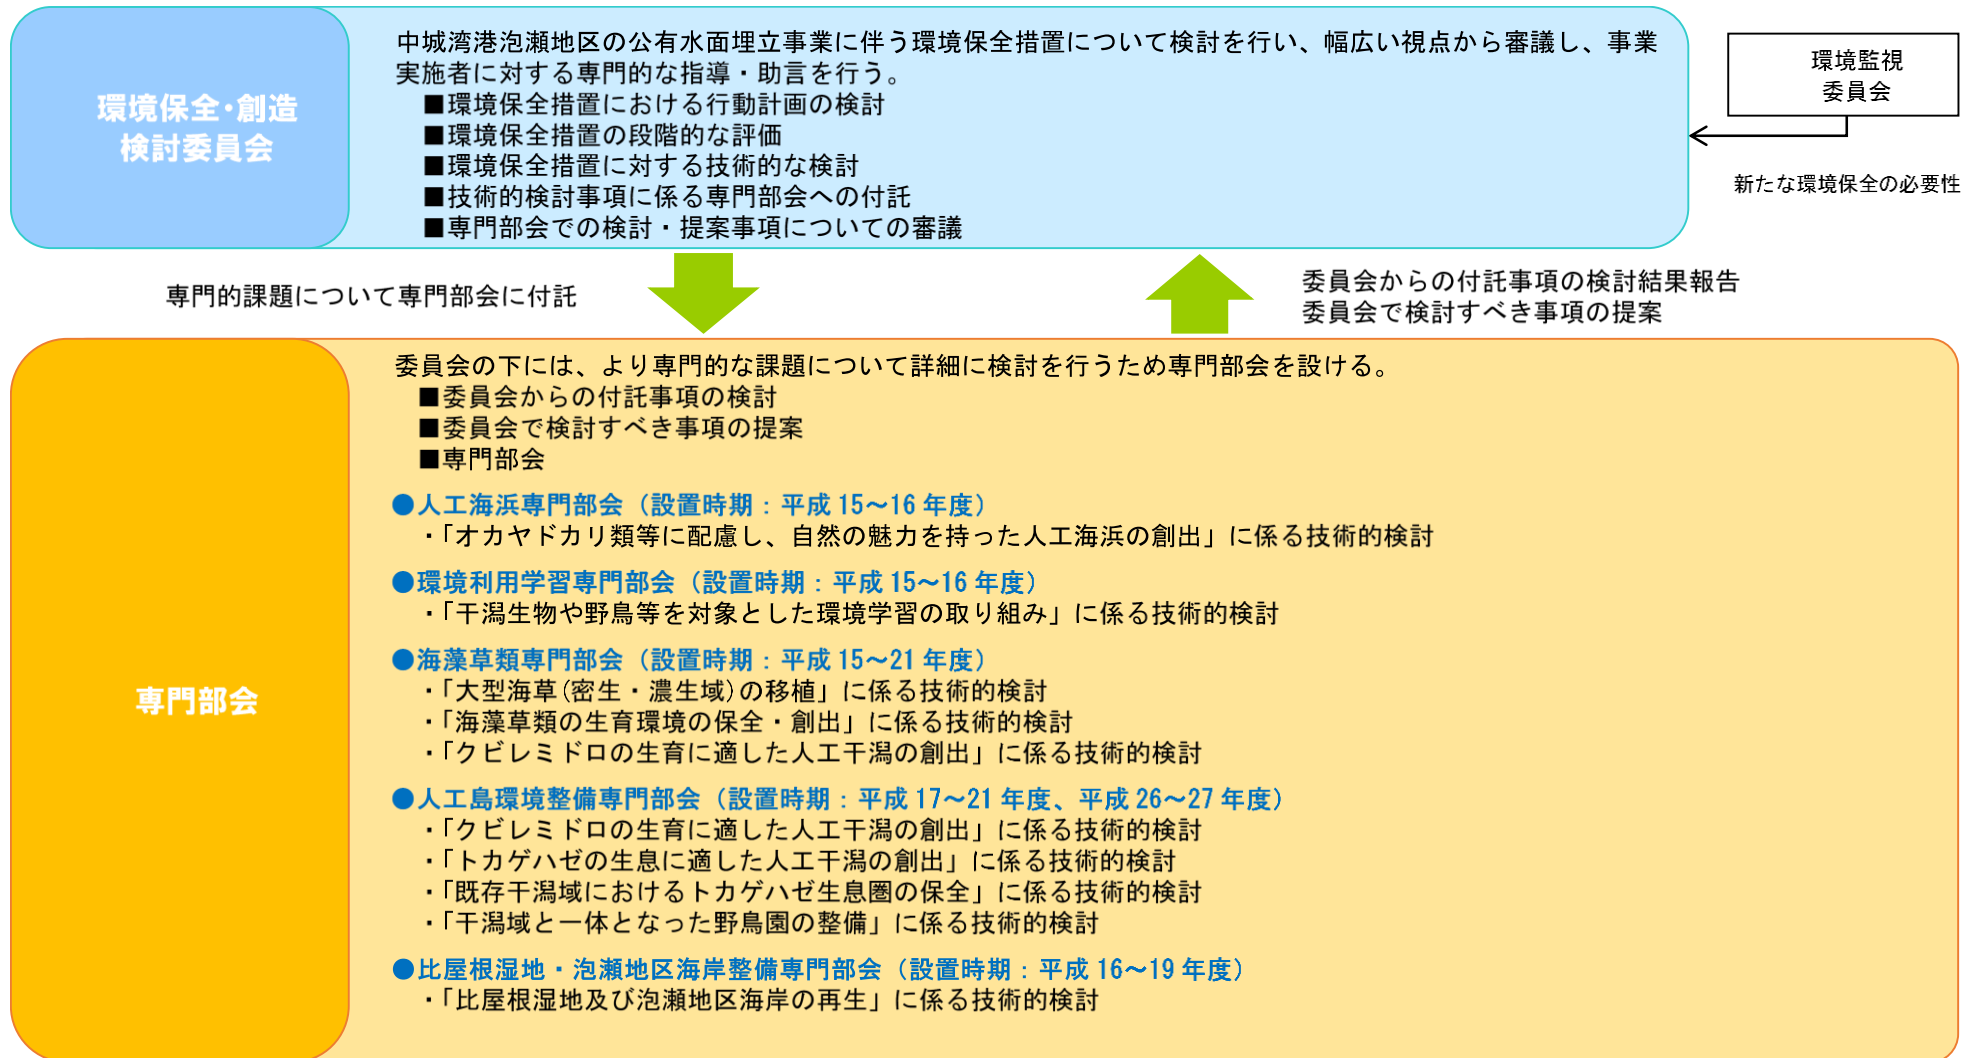 環境保全・創造
検討委員会
中城湾港泡瀬地区の公有水面埋立事業に伴う環境保全措置について検討を行い、幅広い視点から審議し、事業
実施者に対する専門的な指導・助言を行う。
■環境保全措置における行動計画の検討
■環境保全措置の段階的な評価
■環境保全措置に対する技術的な検討
■技術的検討事項に係る専門部会への付託
■専門部会での検討・提案事項についての審議
環境監視
委員会
新たな環境保全の必要性
専門的課題について専門部会に付託
委員会からの付託事項の検討結果報告
委員会で検討すべき事項の提案
専門部会
委員会の下には、より専門的な課題について詳細に検討を行うため専門部会を設ける。
■委員会からの付託事項の検討
■委員会で検討すべき事項の提案
■専門部会
●人工海浜専門部会（設置時期：平成 15～16 年度）
・「オカヤドカリ類等に配慮し、自然の魅力を持った人工海浜の創出」に係る技術的検討
●環境利用学習専門部会（設置時期：平成 15～16 年度）
・「干潟生物や野鳥等を対象とした環境学習の取り組み」に係る技術的検討
●海藻草類専門部会（設置時期：平成 15～21 年度）
・「大型海草(密生・濃生域)の移植」に係る技術的検討
・「海藻草類の生育環境の保全・創出」に係る技術的検討
・「クビレミドロの生育に適した人工干潟の創出」に係る技術的検討
●人工島環境整備専門部会（設置時期：平成 17～21 年度、平成 26～27 年度）
・「クビレミドロの生育に適した人工干潟の創出」に係る技術的検討
・「トカゲハゼの生息に適した人工干潟の創出」に係る技術的検討
・「既存干潟域におけるトカゲハゼ生息圏の保全」に係る技術的検討
・「干潟域と一体となった野鳥園の整備」に係る技術的検討
●比屋根湿地・泡瀬地区海岸整備専門部会（設置時期：平成 16～19 年度）
・「比屋根湿地及び泡瀬地区海岸の再生」に係る技術的検討